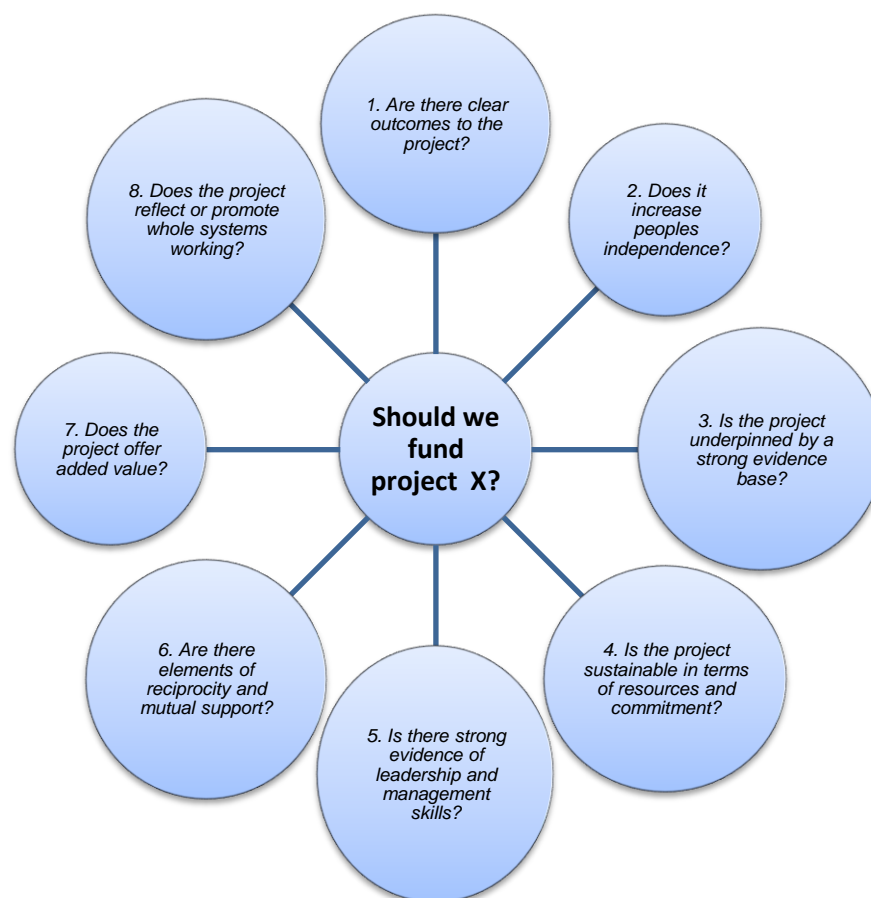 1. Are there clear
outcomes to the
project?
2. Does it
increase
peoples
independence?
3. Is the project
underpinned by a
strong evidence
base?
4. Is the project
sustainable in terms
of resources and
commitment?
5. Is there strong
evidence of
leadership and
management
skills?
6. Are there
elements of
reciprocity and
mutual support?
7. Does the
project offer
added value?
8. Does the project
reflect or promote
whole systems
working?
Should we
fund
project X?